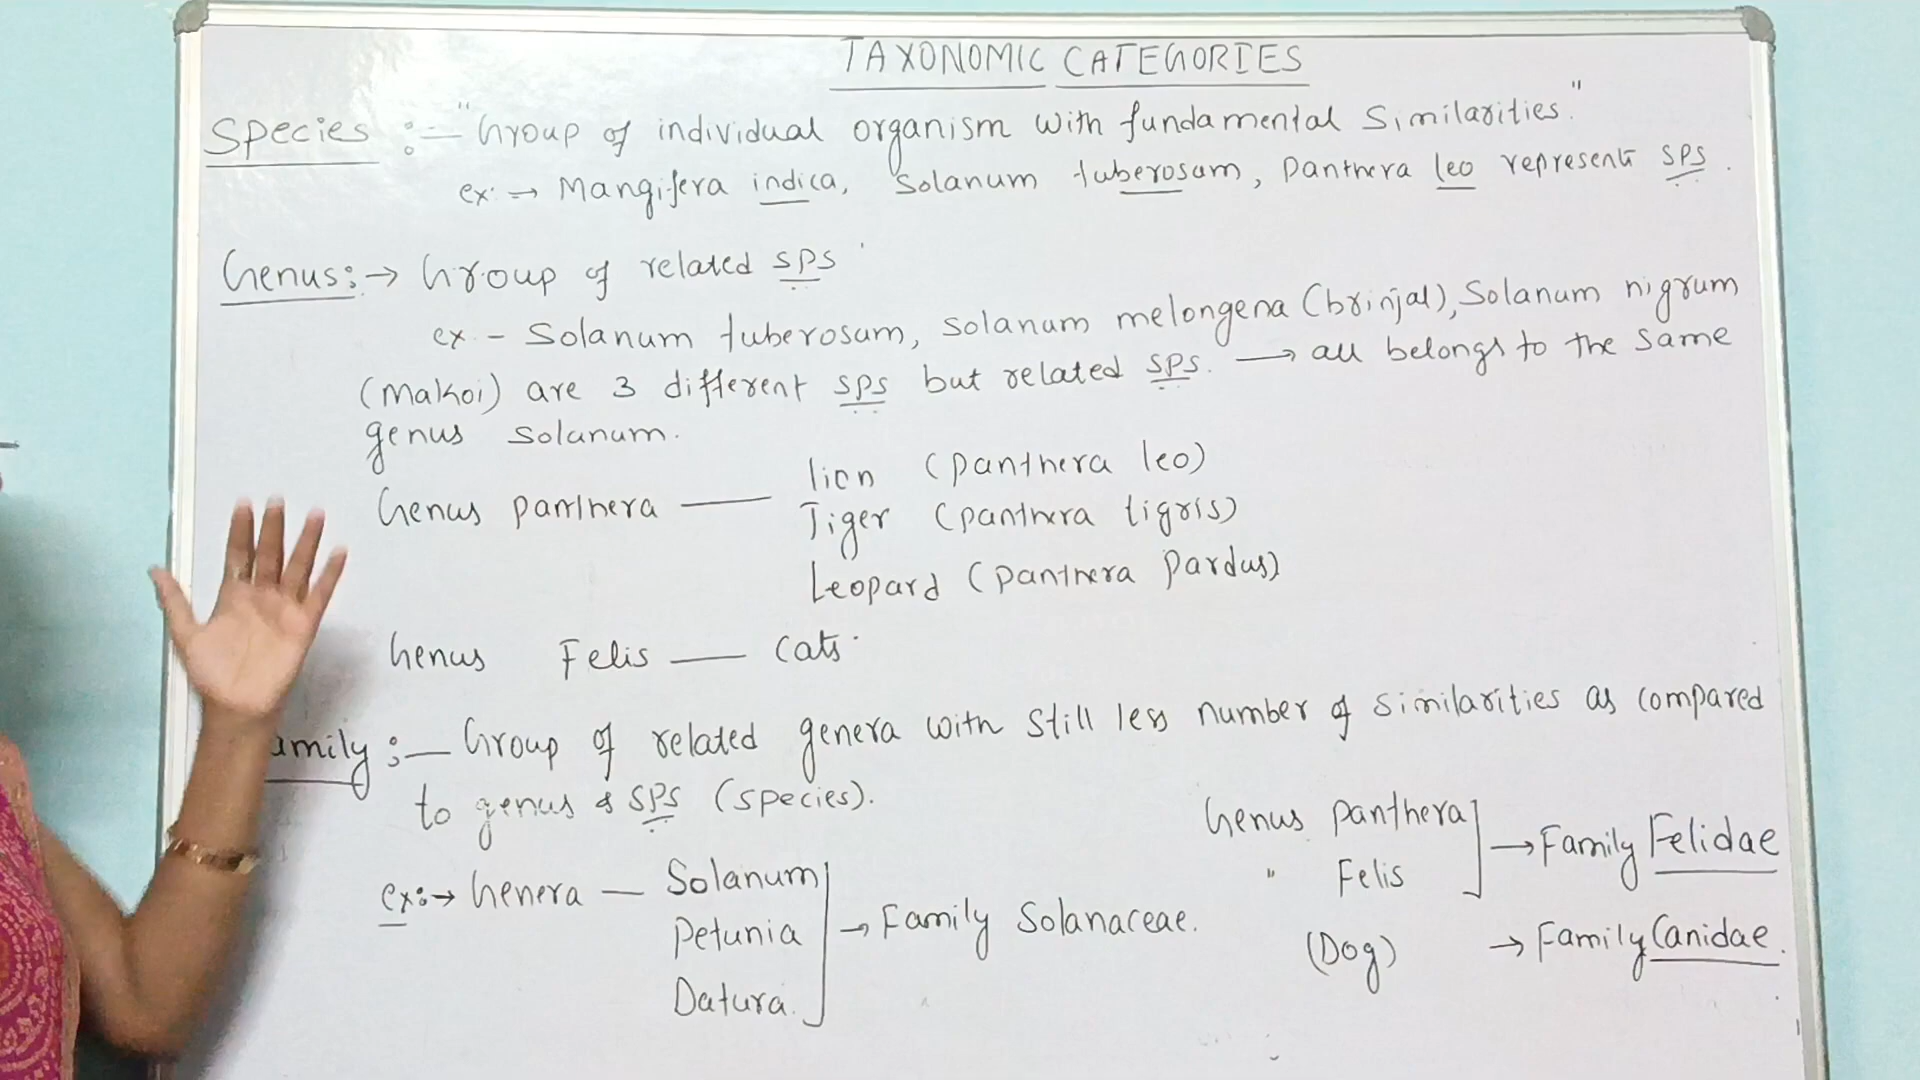 TAXONOMIC CATEGORIES
Species :- "Group of individual organism with fundamental Similarities."
ex: → Mangifera indica, Solanum tuberosum, Panthera leo represent sps.
Genus: → Group of related sps
ex - Solanum tuberosum, Solanum melongena (brinjal), Solanum nigrum
(Makoi) are 3 different sps but related sps. → all belongs to the same
genus Solanum.
Genus panthera — lion (panthera leo)
Tiger (panthera tigris)
Leopard (panthera Pardus)
Genus Felis — Cats.
amily :- Group of related genera with still less number of similarities as compared
to genus & sps (species).
ex: → Genera — Solanum
Petunia
Datura.
→ Family Solanaceae.
Genus Panthera
" Felis
→ Family Felidae
(Dog) → Family Canidae.